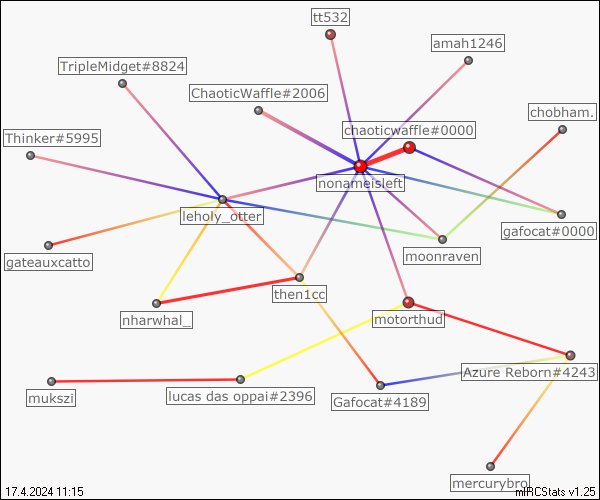 tt532
amah1246
TripleMidget#8824
ChaoticWaffle#2006
chobham.
chaoticwaffle#0000
Thinker#5995
nonameisleft
leholy_otter
gafocat#0000
moonraven
gateauxcatto
then1cc
nharwhal_
motorthud
Azure Reborn#4243
mukszi
lucas das oppai#2396
Gafocat#4189
mercurybro
17.4.2024 11:15
mIRCStats v1.25